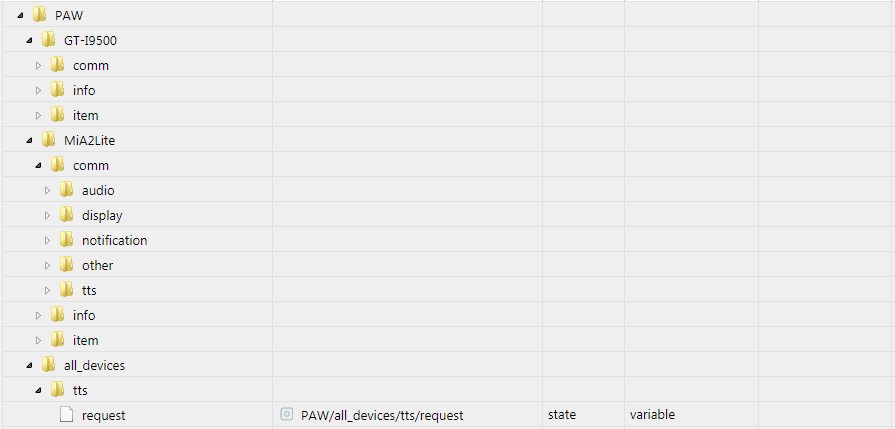 PAW
GT-I9500
comm
info
item
MiA2Lite
comm
audio
display
notification
other
tts
info
item
all_devices
tts
request PAW/all_devices/tts/request state variable